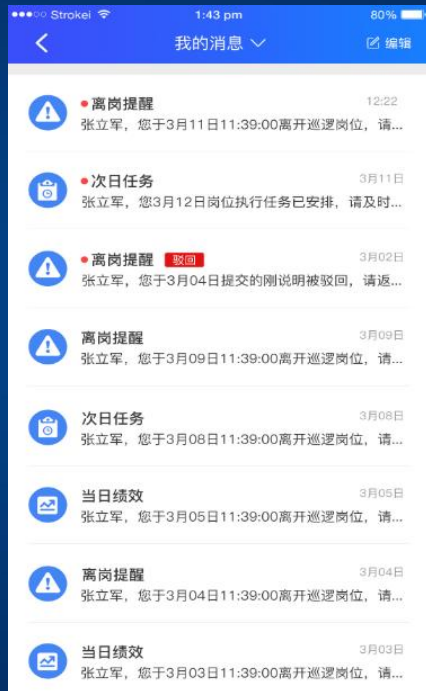 Strokei
1:43 pm
80%
我的消息
编辑
离岗提醒
12:22
张立军，您于3月11日11:39:00离开巡逻岗位，请...
次日任务
3月11日
张立军，您3月12日岗位执行任务已安排，请及时...
离岗提醒 驳回
3月02日
张立军，您于3月04日提交的刚说明被驳回，请返...
离岗提醒
3月09日
张立军，您于3月09日11:39:00离开巡逻岗位，请...
次日任务
3月08日
张立军，您于3月08日11:39:00离开巡逻岗位，请...
当日绩效
3月05日
张立军，您于3月05日11:39:00离开巡逻岗位，请...
离岗提醒
3月04日
张立军，您于3月04日11:39:00离开巡逻岗位，请...
当日绩效
3月03日
张立军，您于3月03日11:39:00离开巡逻岗位，请...